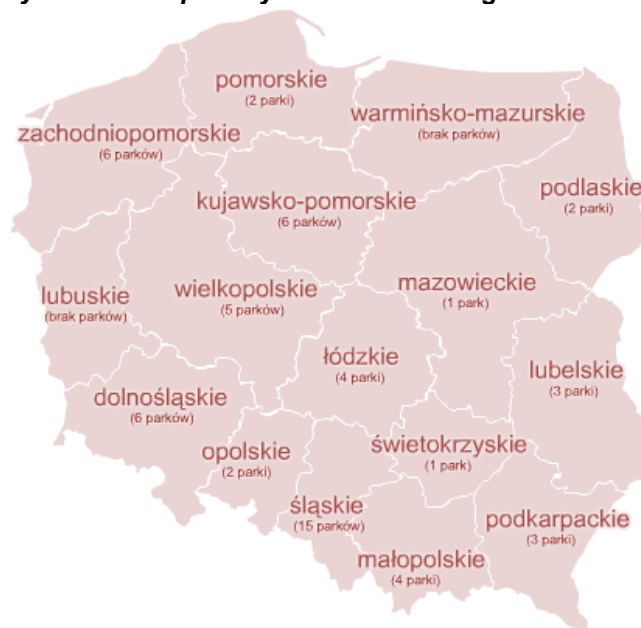 pomorskie
(2 parki)
warmińsko-mazurskie
(brak parków)
zachodniopomorskie
(6 parków)
podlaskie
(2 parki)
kujawsko-pomorskie
(6 parków)
mazowieckie
(1 park)
wielkopolskie
(5 parków)
lubuskie
(brak parków)
łódzkie
(4 parki)
lubelskie
(3 parki)
dolnośląskie
(6 parków)
świetokrzyskie
(1 park)
opolskie
(2 parki)
śląskie
(15 parków)
podkarpackie
(3 parki)
małopolskie
(4 parki)